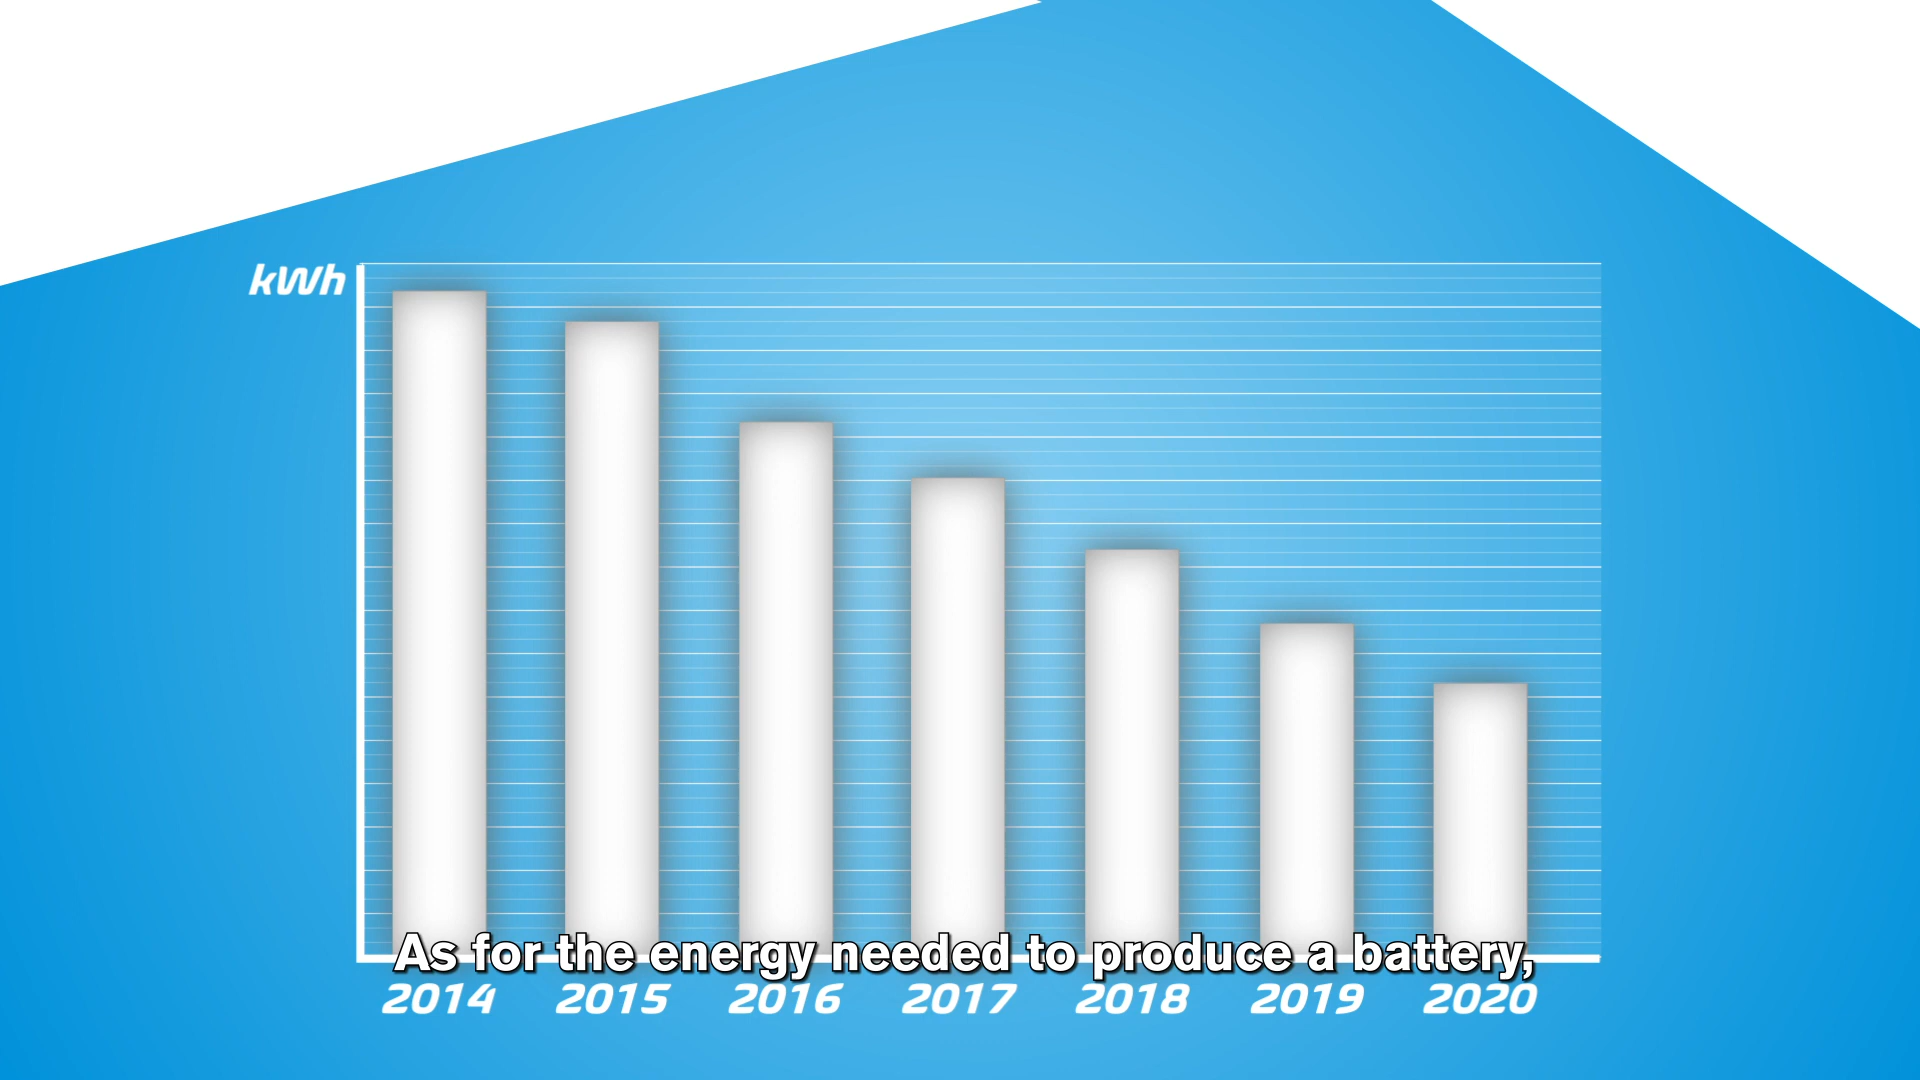 kWh
As for the energy needed to produce a battery,
2014 2015 2016 2017 2018 2019 2020